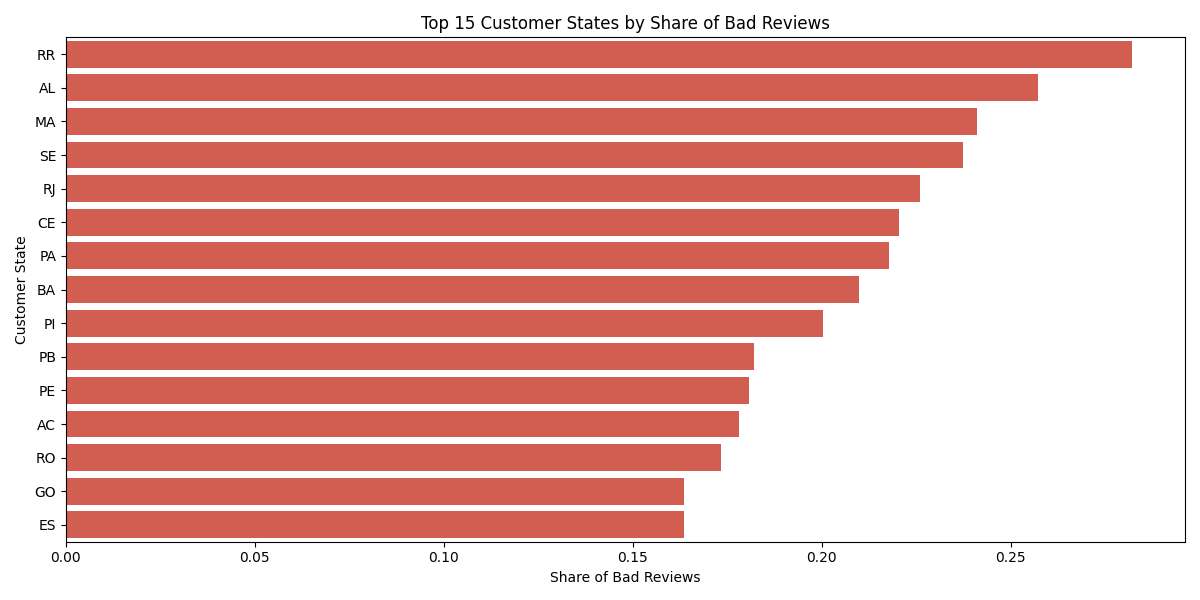 Top 15 Customer States by Share of Bad Reviews
Customer State
RR
AL
MA
SE
RJ
CE
PA
BA
PI
PB
PE
AC
RO
GO
ES
0.00 0.05 0.10 0.15 0.20 0.25
Share of Bad Reviews